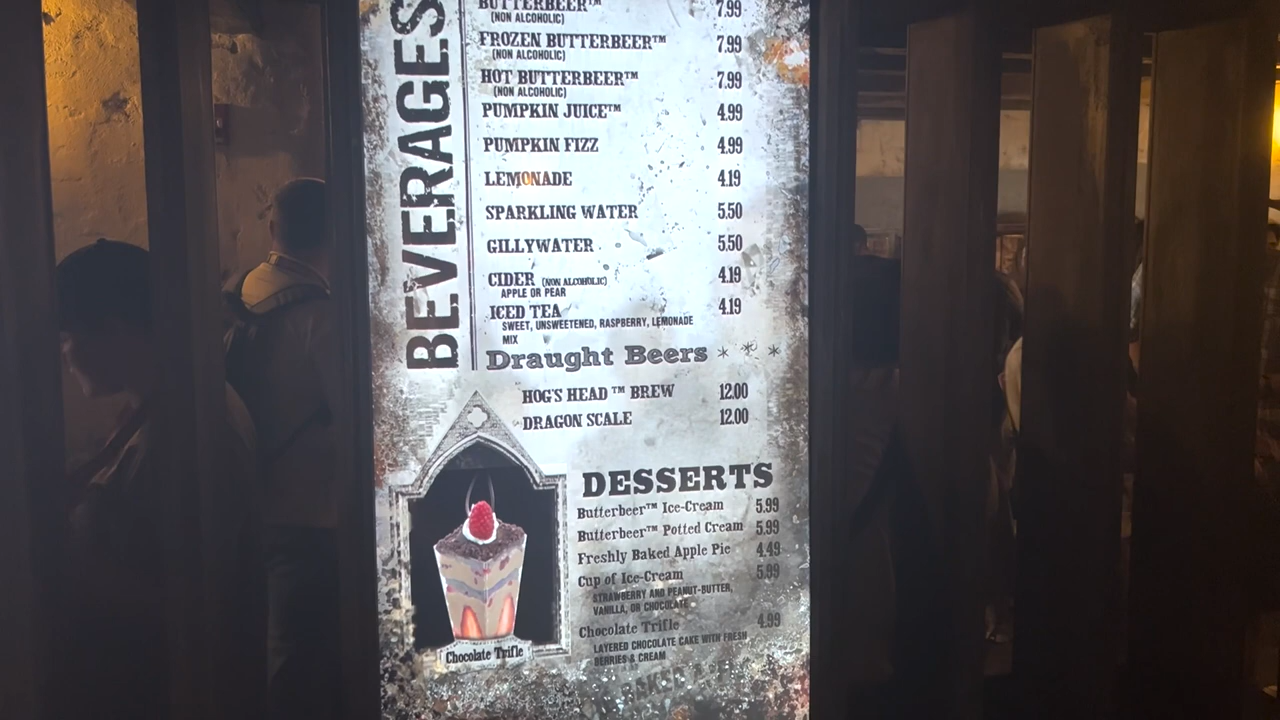 BEVERAGES
BUTTERBEER™ 7.99
(NON ALCOHOLIC)
FROZEN BUTTERBEER™ 7.99
(NON ALCOHOLIC)
HOT BUTTERBEER™ 7.99
(NON ALCOHOLIC)
PUMPKIN JUICE™ 4.99
PUMPKIN FIZZ 4.99
LEMONADE 4.19
SPARKLING WATER 5.50
GILLYWATER 5.50
CIDER (NON ALCOHOLIC) 4.19
APPLE OR PEAR
ICED TEA 4.19
SWEET, UNSWEETENED, RASPBERRY, LEMONADE
MIX
Draught Beers
HOG'S HEAD™ BREW 12.00
DRAGON SCALE 12.00
DESSERTS
Butterbeer™ Ice-Cream 5.99
Butterbeer™ Potted Cream 5.99
Freshly Baked Apple Pie 4.49
Cup of Ice-Cream 5.99
STRAWBERRY AND PEANUT-BUTTER,
VANILLA, OR CHOCOLATE
Chocolate Trifle 4.99
LAYERED CHOCOLATE CAKE WITH FRESH
BERRIES & CREAM
Chocolate Trifle